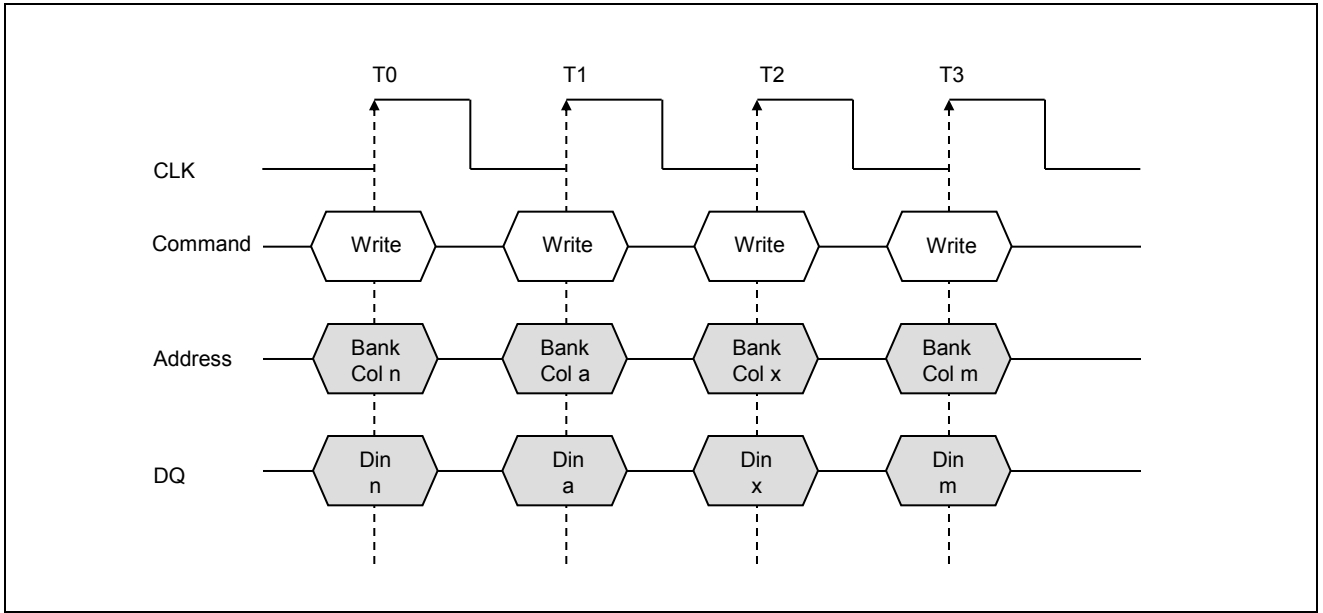 T0 T1 T2 T3
CLK
Command Write Write Write Write
Address
Bank Bank Bank Bank
Col n Col a Col x Col m
DQ
Din Din Din Din
n a x m